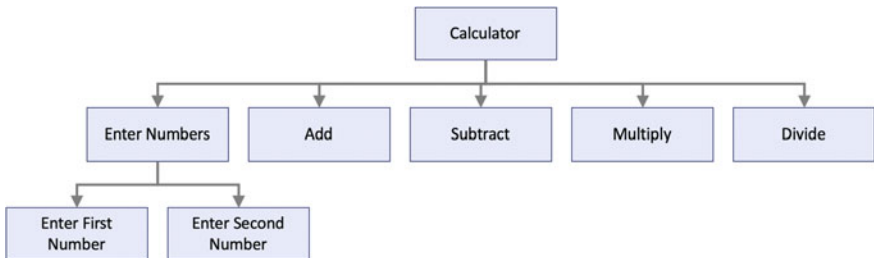 Calculator
Enter Numbers
Add
Subtract
Multiply
Divide
Enter First
Number
Enter Second
Number